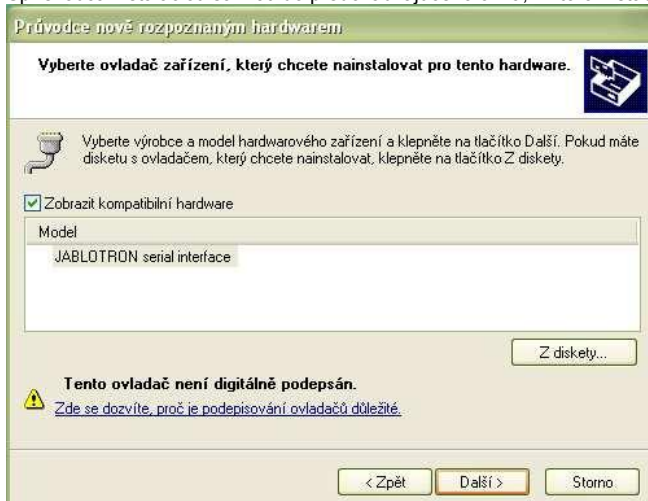 Průvodce nově rozpoznaným hardwarem
Vyberte ovladač zařízení, který chcete nainstalovat pro tento hardware.
Vyberte výrobce a model hardwarového zařízení a klepněte na tlačítko Další. Pokud máte
disketu s ovladačem, který chcete nainstalovat, klepněte na tlačítko Z diskety.
Zobrazit kompatibilní hardware
Model
JABLOTRON serial interface
Z diskety...
Tento ovladač není digitálně podepsán.
Zde se dozvíte, proč je podepisování ovladačů důležité.
< Zpět
Další >
Storno